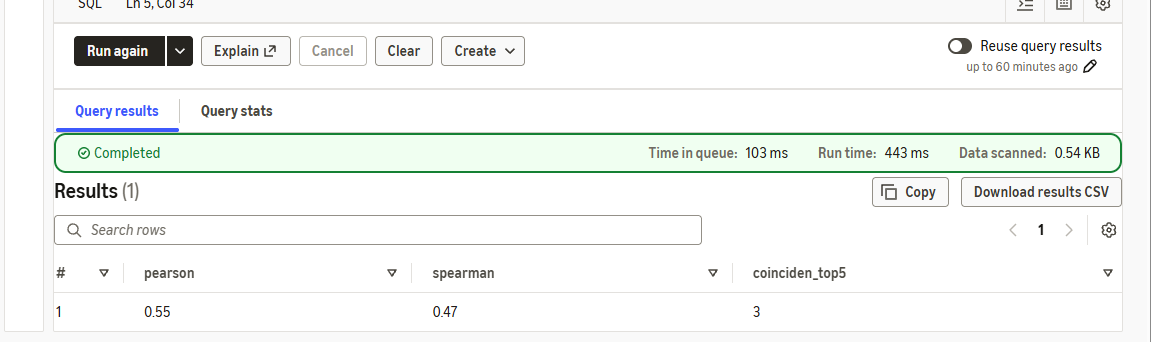 SQL Ln 5, Col 34
Run again Explain Cancel Clear Create Reuse query results
up to 60 minutes ago
Query results Query stats
Completed Time in queue: 103 ms Run time: 443 ms Data scanned: 0.54 KB
Results (1) Copy Download results CSV
Search rows 1
# pearson spearman coinciden_top5
1 0.55 0.47 3